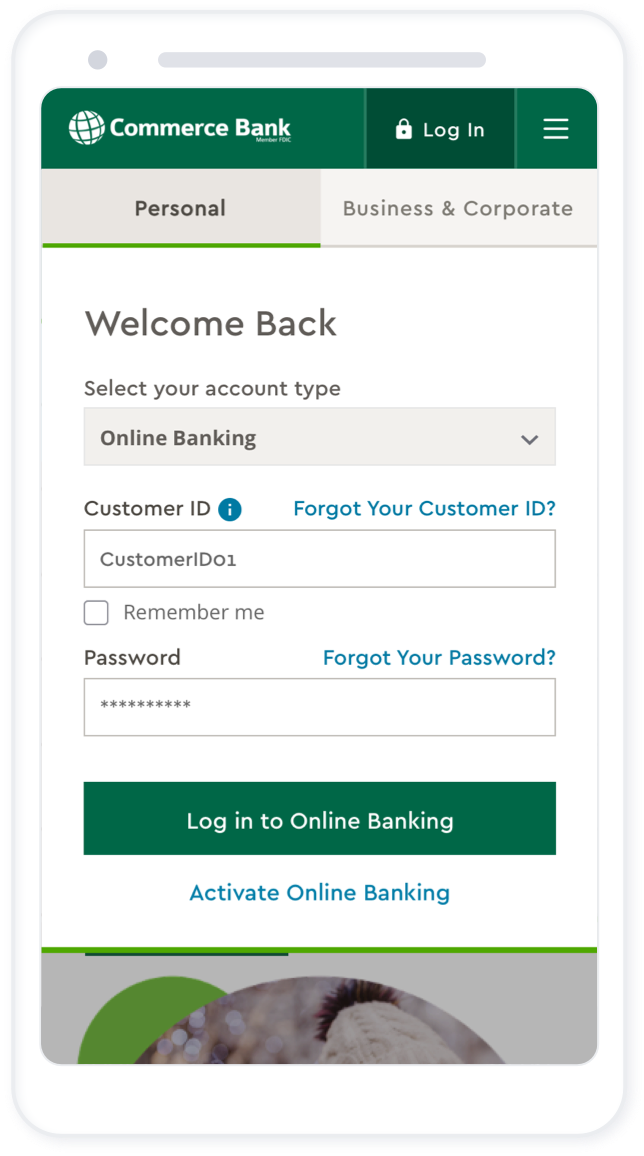 Commerce Bank
Member FDIC
Log In
Personal
Business & Corporate
Welcome Back
Select your account type
Online Banking
Customer ID i
Forgot Your Customer ID?
CustomerID01
Remember me
Password
Forgot Your Password?
**********
Log in to Online Banking
Activate Online Banking